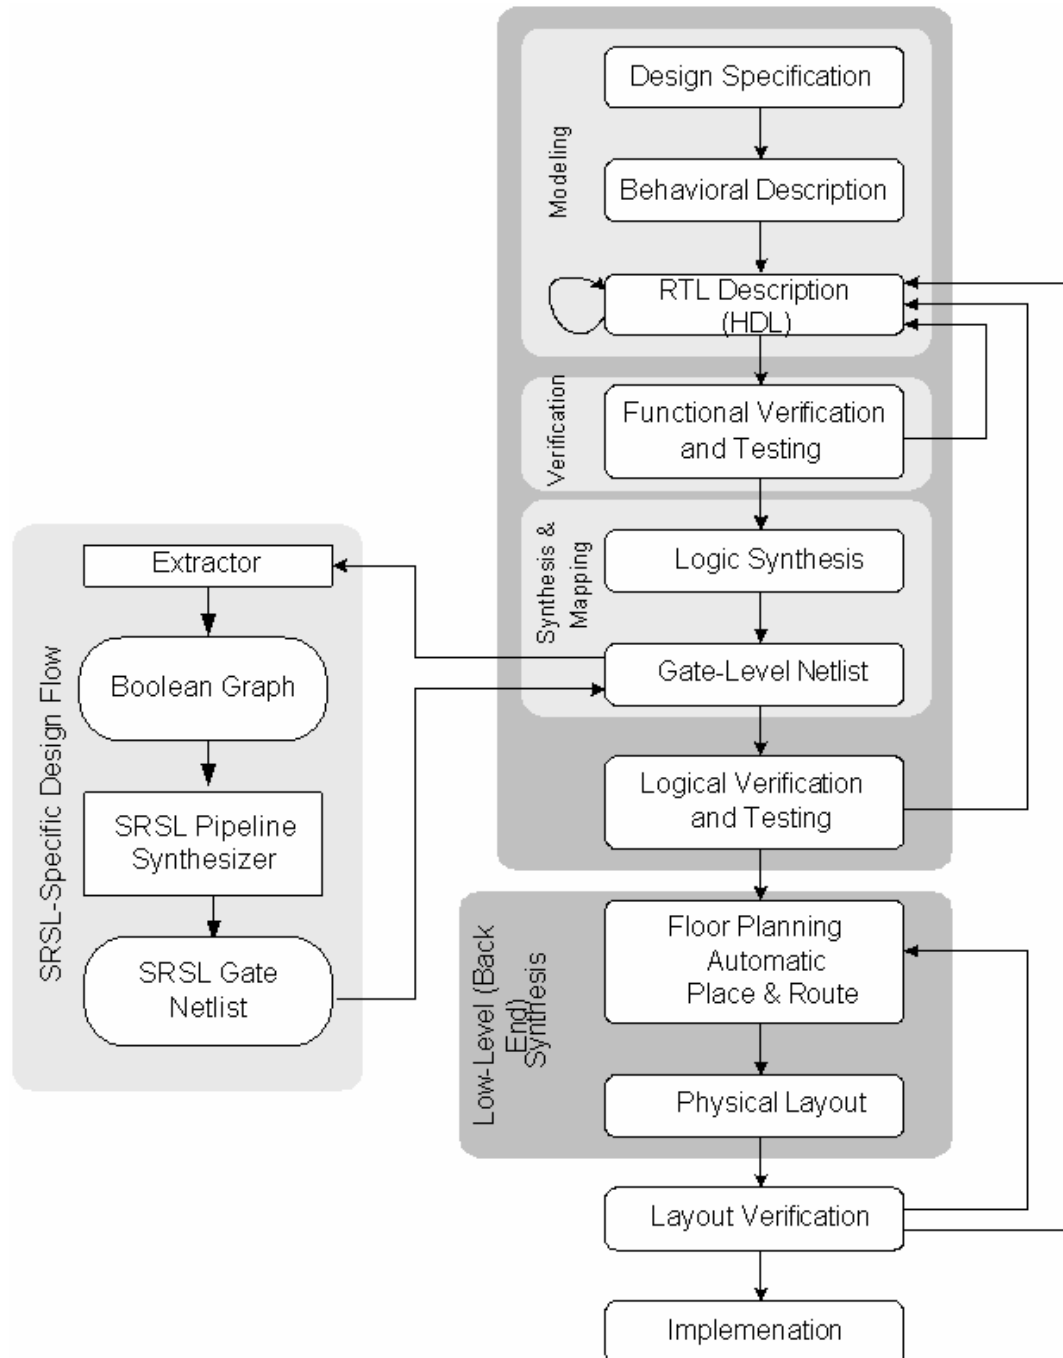 Design Specification
Modeling
Behavioral Description
RTL Description
(HDL)
Verification
Functional Verification
and Testing
Synthesis &
Mapping
Logic Synthesis
Gate-Level Netlist
Logical Verification
and Testing
SRSL-Specific Design Flow
Extractor
Boolean Graph
SRSL Pipeline
Synthesizer
SRSL Gate
Netlist
Low-Level (Back
End)
Synthesis
Floor Planning
Automatic
Place & Route
Physical Layout
Layout Verification
Implemenation